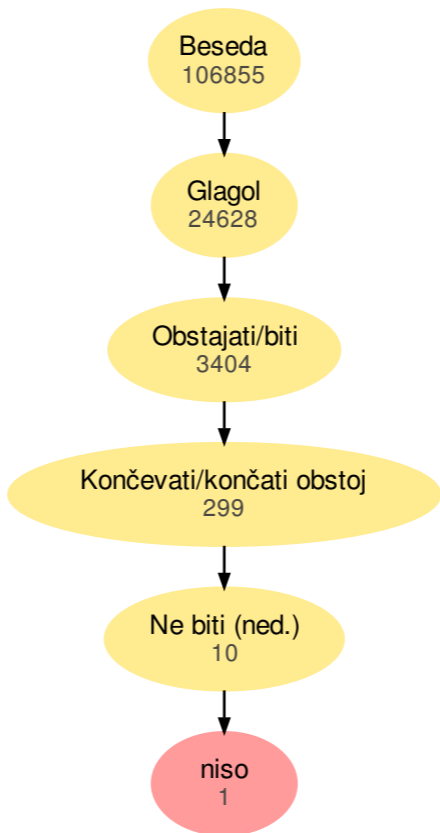 Beseda
106855
Glagol
24628
Obstajati/biti
3404
Končevati/končati obstoj
299
Ne biti (ned.)
10
niso
1